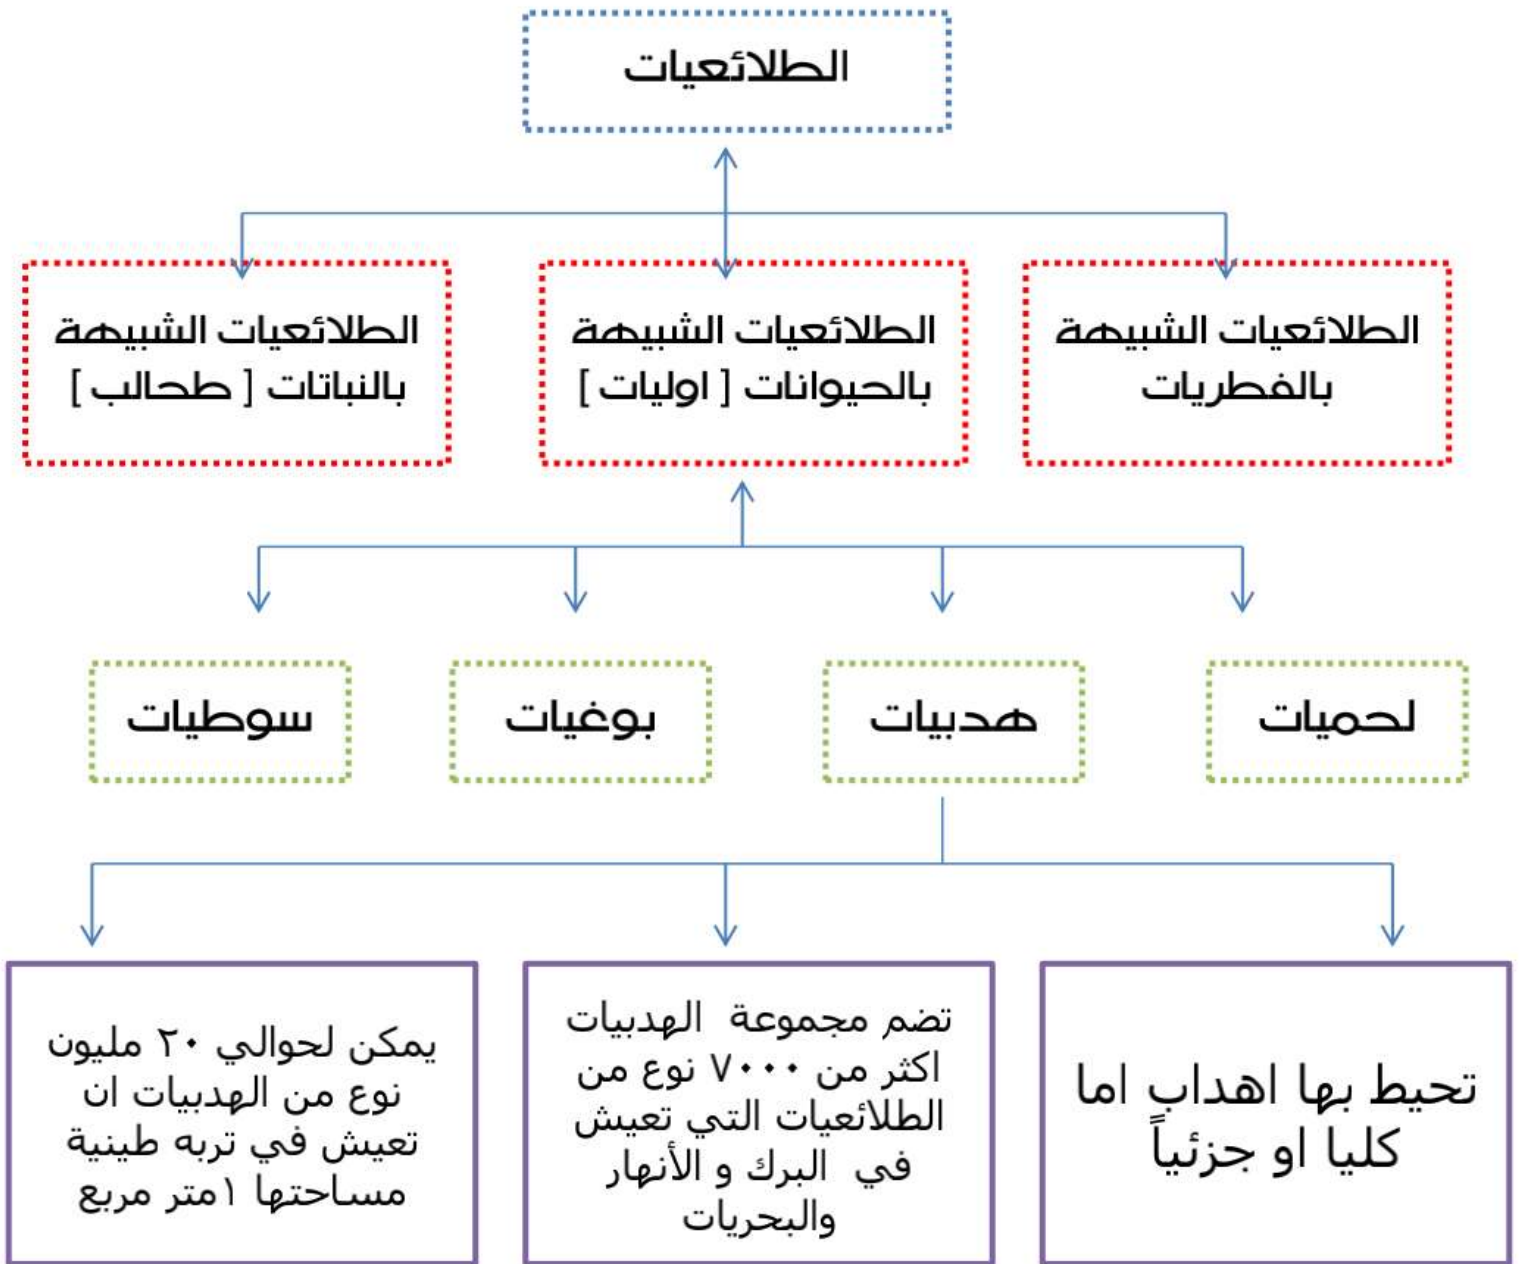 الطلائعيات
الطلائعيات الشبيهة
بالفطريات
الطلائعيات الشبيهة
بالحيوانات [ اوليات ]
الطلائعيات الشبيهة
بالنباتات [ طحالب ]
لحميات
هدبيات
بوغيات
سوطيات
تحيط بها اهداب اما
كليا او جزئياً
تضم مجموعة الهدبيات
اكثر من ٧٠٠٠ نوع من
الطلائعيات التي تعيش
في البرك و الأنهار
والبحريات
يمكن لحوالي ٢٠ مليون
نوع من الهدبيات ان
تعيش في تربه طينية
مساحتها ١متر مربع